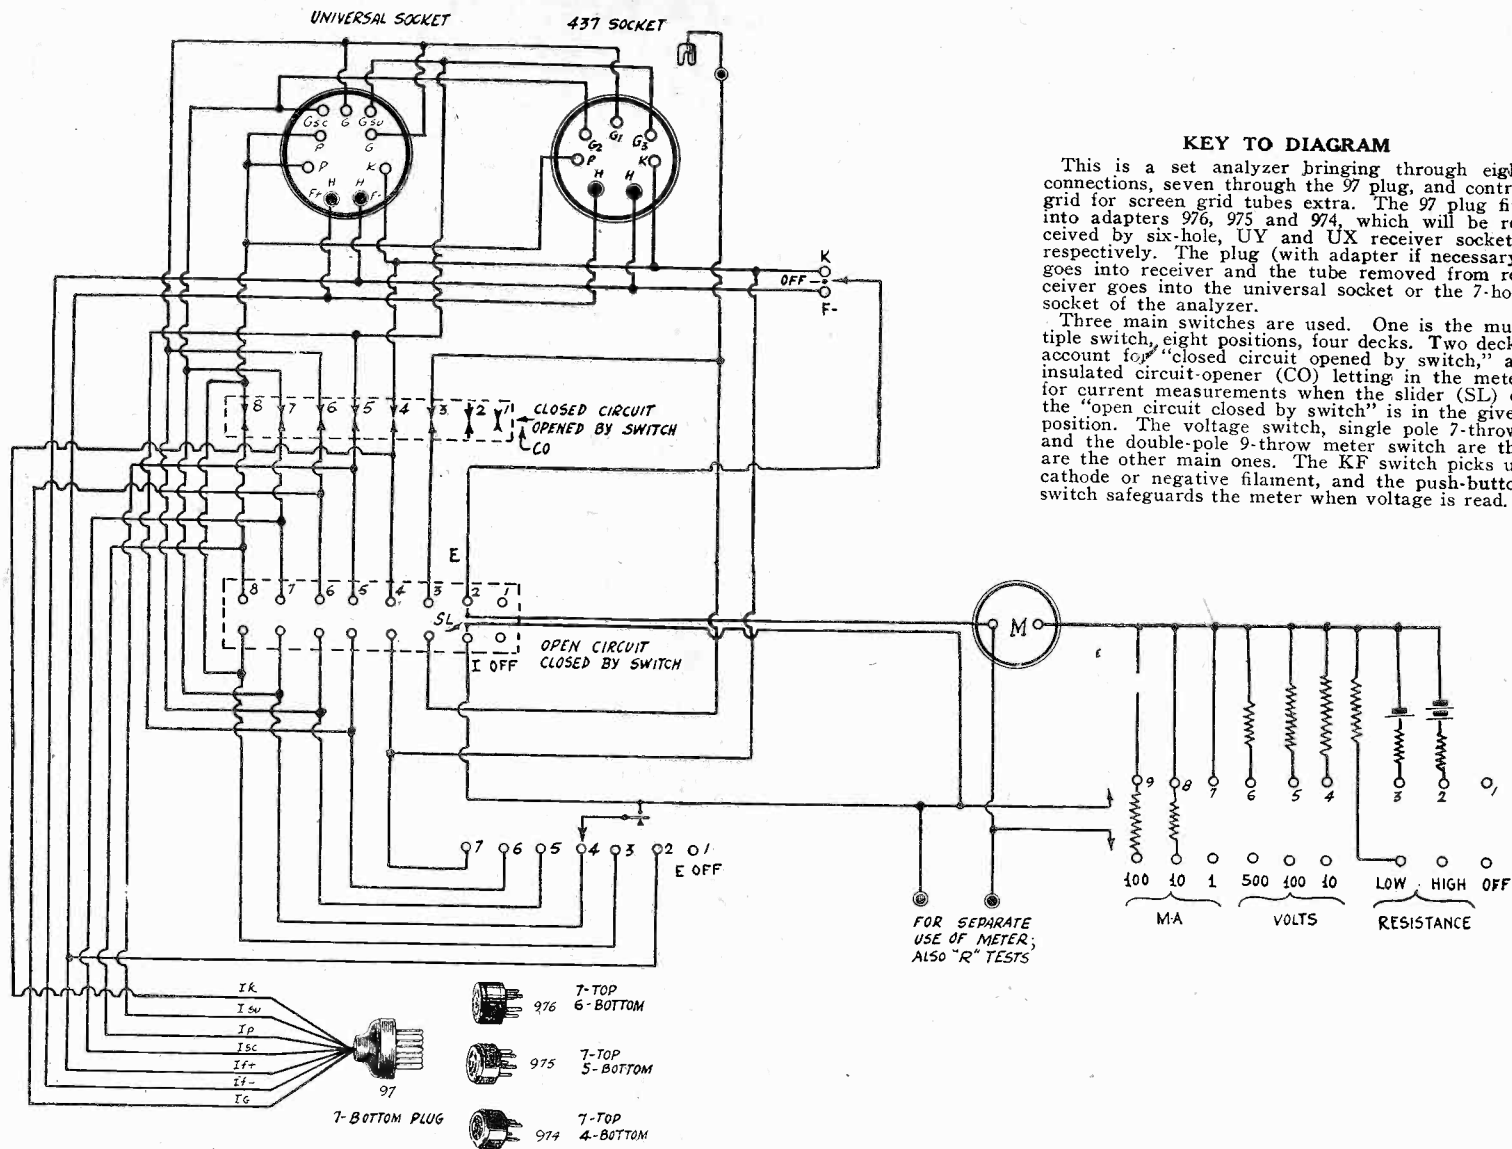 UNIVERSAL SOCKET
437 SOCKET
Gsc G Gsu
P G
P K
H H
F+ F-
G2 G1 G3
P K
H H
K
OFF
F-
KEY TO DIAGRAM
This is a set analyzer bringing through eig
connections, seven through the 97 plug, and contr
grid for screen grid tubes extra. The 97 plug fi
into adapters 976, 975 and 974, which will be re
ceived by six-hole, UY and UX receiver socket
respectively. The plug (with adapter if necessary
goes into receiver and the tube removed from re
ceiver goes into the universal socket or the 7-ho
socket of the analyzer.
Three main switches are used. One is the mu
tiple switch, eight positions, four decks. Two deck
account for "closed circuit opened by switch," a
insulated circuit-opener (CO) letting in the mete
for current measurements when the slider (SL) o
the "open circuit closed by switch" is in the give
position. The voltage switch, single pole 7-throw
and the double-pole 9-throw meter switch are th
are the other main ones. The KF switch picks u
cathode or negative filament, and the push-butto
switch safeguards the meter when voltage is read.
8 7 6 5 4 3 2 1
CLOSED CIRCUIT
OPENED BY SWITCH
CO
E
8 7 6 5 4 3 2 1
SL
I OFF
OPEN CIRCUIT
CLOSED BY SWITCH
M
9 8 7 6 5 4 3 2 1
100 10 1 500 100 10 LOW HIGH OFF
M-A VOLTS RESISTANCE
7 6 5 4 3 2 1
E OFF
FOR SEPARATE
USE OF METER;
ALSO "R" TESTS
Ik
Isu
Ip
Isc
If+
If-
IG
97
7-BOTTOM PLUG
976 7-TOP
6-BOTTOM
975 7-TOP
5-BOTTOM
974 7-TOP
4-BOTTOM